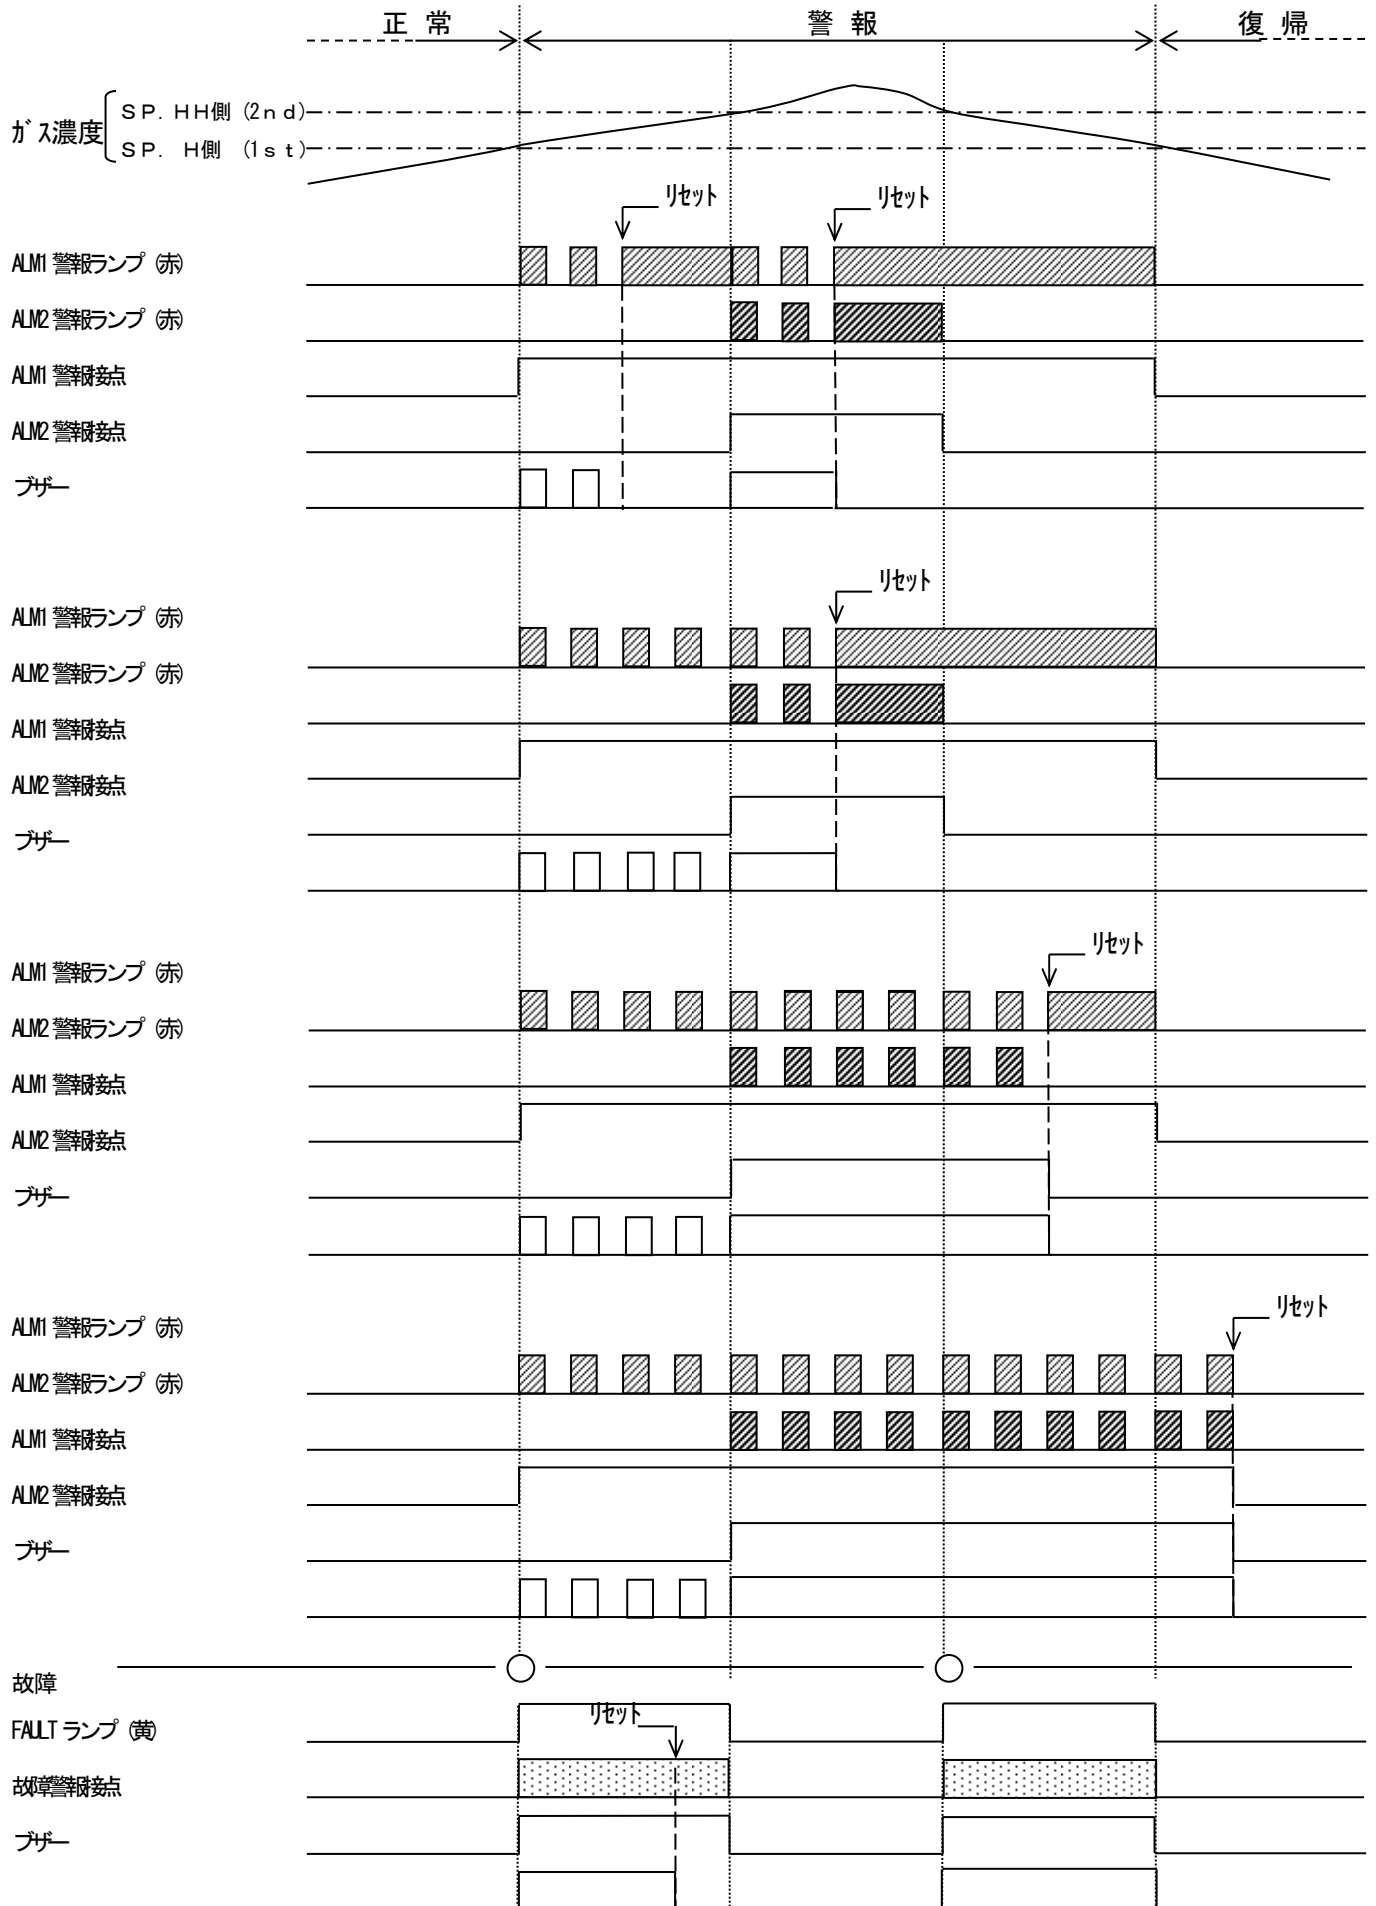 正 常
警 報
復 帰
ガス濃度
ＳＰ．ＨＨ側（2ｎｄ）
ＳＰ． Ｈ側 （1ｓｔ）
リセット
リセット
ALM1 警報ランプ（赤）
ALM2 警報ランプ（赤）
ALM1 警報接点
ALM2 警報接点
ブザー
リセット
ALM1 警報ランプ（赤）
ALM2 警報ランプ（赤）
ALM1 警報接点
ALM2 警報接点
ブザー
リセット
ALM1 警報ランプ（赤）
ALM2 警報ランプ（赤）
ALM1 警報接点
ALM2 警報接点
ブザー
リセット
ALM1 警報ランプ（赤）
ALM2 警報ランプ（赤）
ALM1 警報接点
ALM2 警報接点
ブザー
故障
リセット
FAULT ランプ（黄）
故障警報接点
ブザー